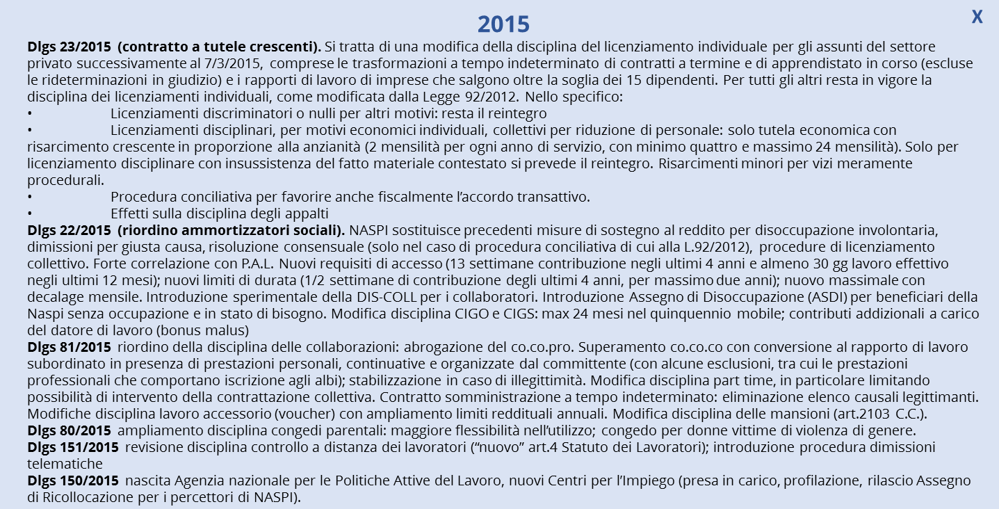 2015
X
Dlgs 23/2015 (contratto a tutele crescenti). Si tratta di una modifica della disciplina del licenziamento individuale per gli assunti del settore
privato successivamente al 7/3/2015, comprese le trasformazioni a tempo indeterminato di contratti a termine e di apprendistato in corso (escluse
le rideterminazioni in giudizio) e i rapporti di lavoro di imprese che salgono oltre la soglia dei 15 dipendenti. Per tutti gli altri resta in vigore la
disciplina dei licenziamenti individuali, come modificata dalla Legge 92/2012. Nello specifico:
• Licenziamenti discriminatori o nulli per altri motivi: resta il reintegro
• Licenziamenti disciplinari, per motivi economici individuali, collettivi per riduzione di personale: solo tutela economica con
risarcimento crescente in proporzione alla anzianità (2 mensilità per ogni anno di servizio, con minimo quattro e massimo 24 mensilità). Solo per
licenziamento disciplinare con insussistenza del fatto materiale contestato si prevede il reintegro. Risarcimenti minori per vizi meramente
procedurali.
• Procedura conciliativa per favorire anche fiscalmente l’accordo transattivo.
• Effetti sulla disciplina degli appalti
Dlgs 22/2015 (riordino ammortizzatori sociali). NASPI sostituisce precedenti misure di sostegno al reddito per disoccupazione involontaria,
dimissioni per giusta causa, risoluzione consensuale (solo nel caso di procedura conciliativa di cui alla L.92/2012), procedure di licenziamento
collettivo. Forte correlazione con P.A.L. Nuovi requisiti di accesso (13 settimane contribuzione negli ultimi 4 anni e almeno 30 gg lavoro effettivo
negli ultimi 12 mesi); nuovi limiti di durata (1/2 settimane di contribuzione degli ultimi 4 anni, per massimo due anni); nuovo massimale con
decalage mensile. Introduzione sperimentale della DIS-COLL per i collaboratori. Introduzione Assegno di Disoccupazione (ASDI) per beneficiari della
Naspi senza occupazione e in stato di bisogno. Modifica disciplina CIGO e CIGS: max 24 mesi nel quinquennio mobile; contributi addizionali a carico
del datore di lavoro (bonus malus)
Dlgs 81/2015 riordino della disciplina delle collaborazioni: abrogazione del co.co.pro. Superamento co.co.co con conversione al rapporto di lavoro
subordinato in presenza di prestazioni personali, continuative e organizzate dal committente (con alcune esclusioni, tra cui le prestazioni
professionali che comportano iscrizione agli albi); stabilizzazione in caso di illegittimità. Modifica disciplina part time, in particolare limitando
possibilità di intervento della contrattazione collettiva. Contratto somministrazione a tempo indeterminato: eliminazione elenco causali legittimanti.
Modifiche disciplina lavoro accessorio (voucher) con ampliamento limiti reddituali annuali. Modifica disciplina delle mansioni (art.2103 C.C.).
Dlgs 80/2015 ampliamento disciplina congedi parentali: maggiore flessibilità nell’utilizzo; congedo per donne vittime di violenza di genere.
Dlgs 151/2015 revisione disciplina controllo a distanza dei lavoratori (“nuovo” art.4 Statuto dei Lavoratori); introduzione procedura dimissioni
telematiche
Dlgs 150/2015 nascita Agenzia nazionale per le Politiche Attive del Lavoro, nuovi Centri per l’Impiego (presa in carico, profilazione, rilascio Assegno
di Ricollocazione per i percettori di NASPI).